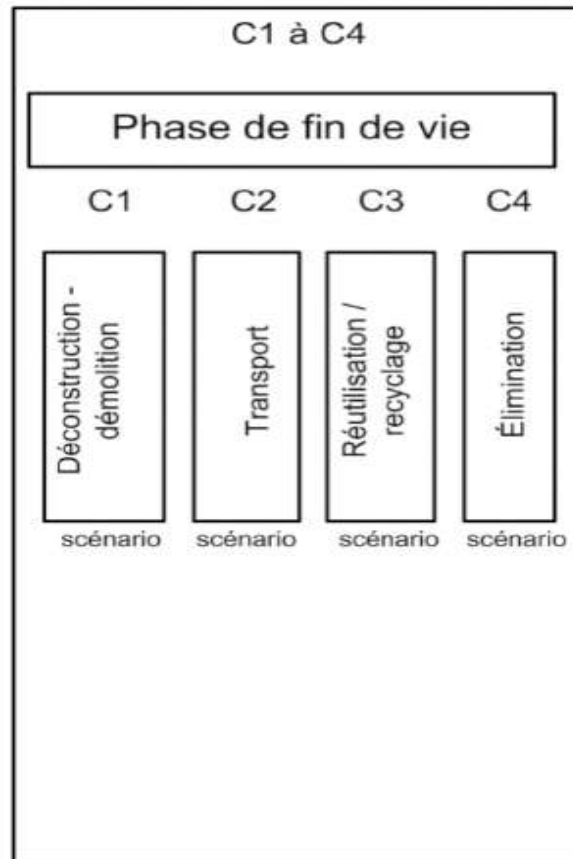 C1 à C4
Phase de fin de vie
C1
C2
C3
C4
Déconstruction -
démolition
Transport
Réutilisation /
recyclage
Élimination
scénario
scénario
scénario
scénario